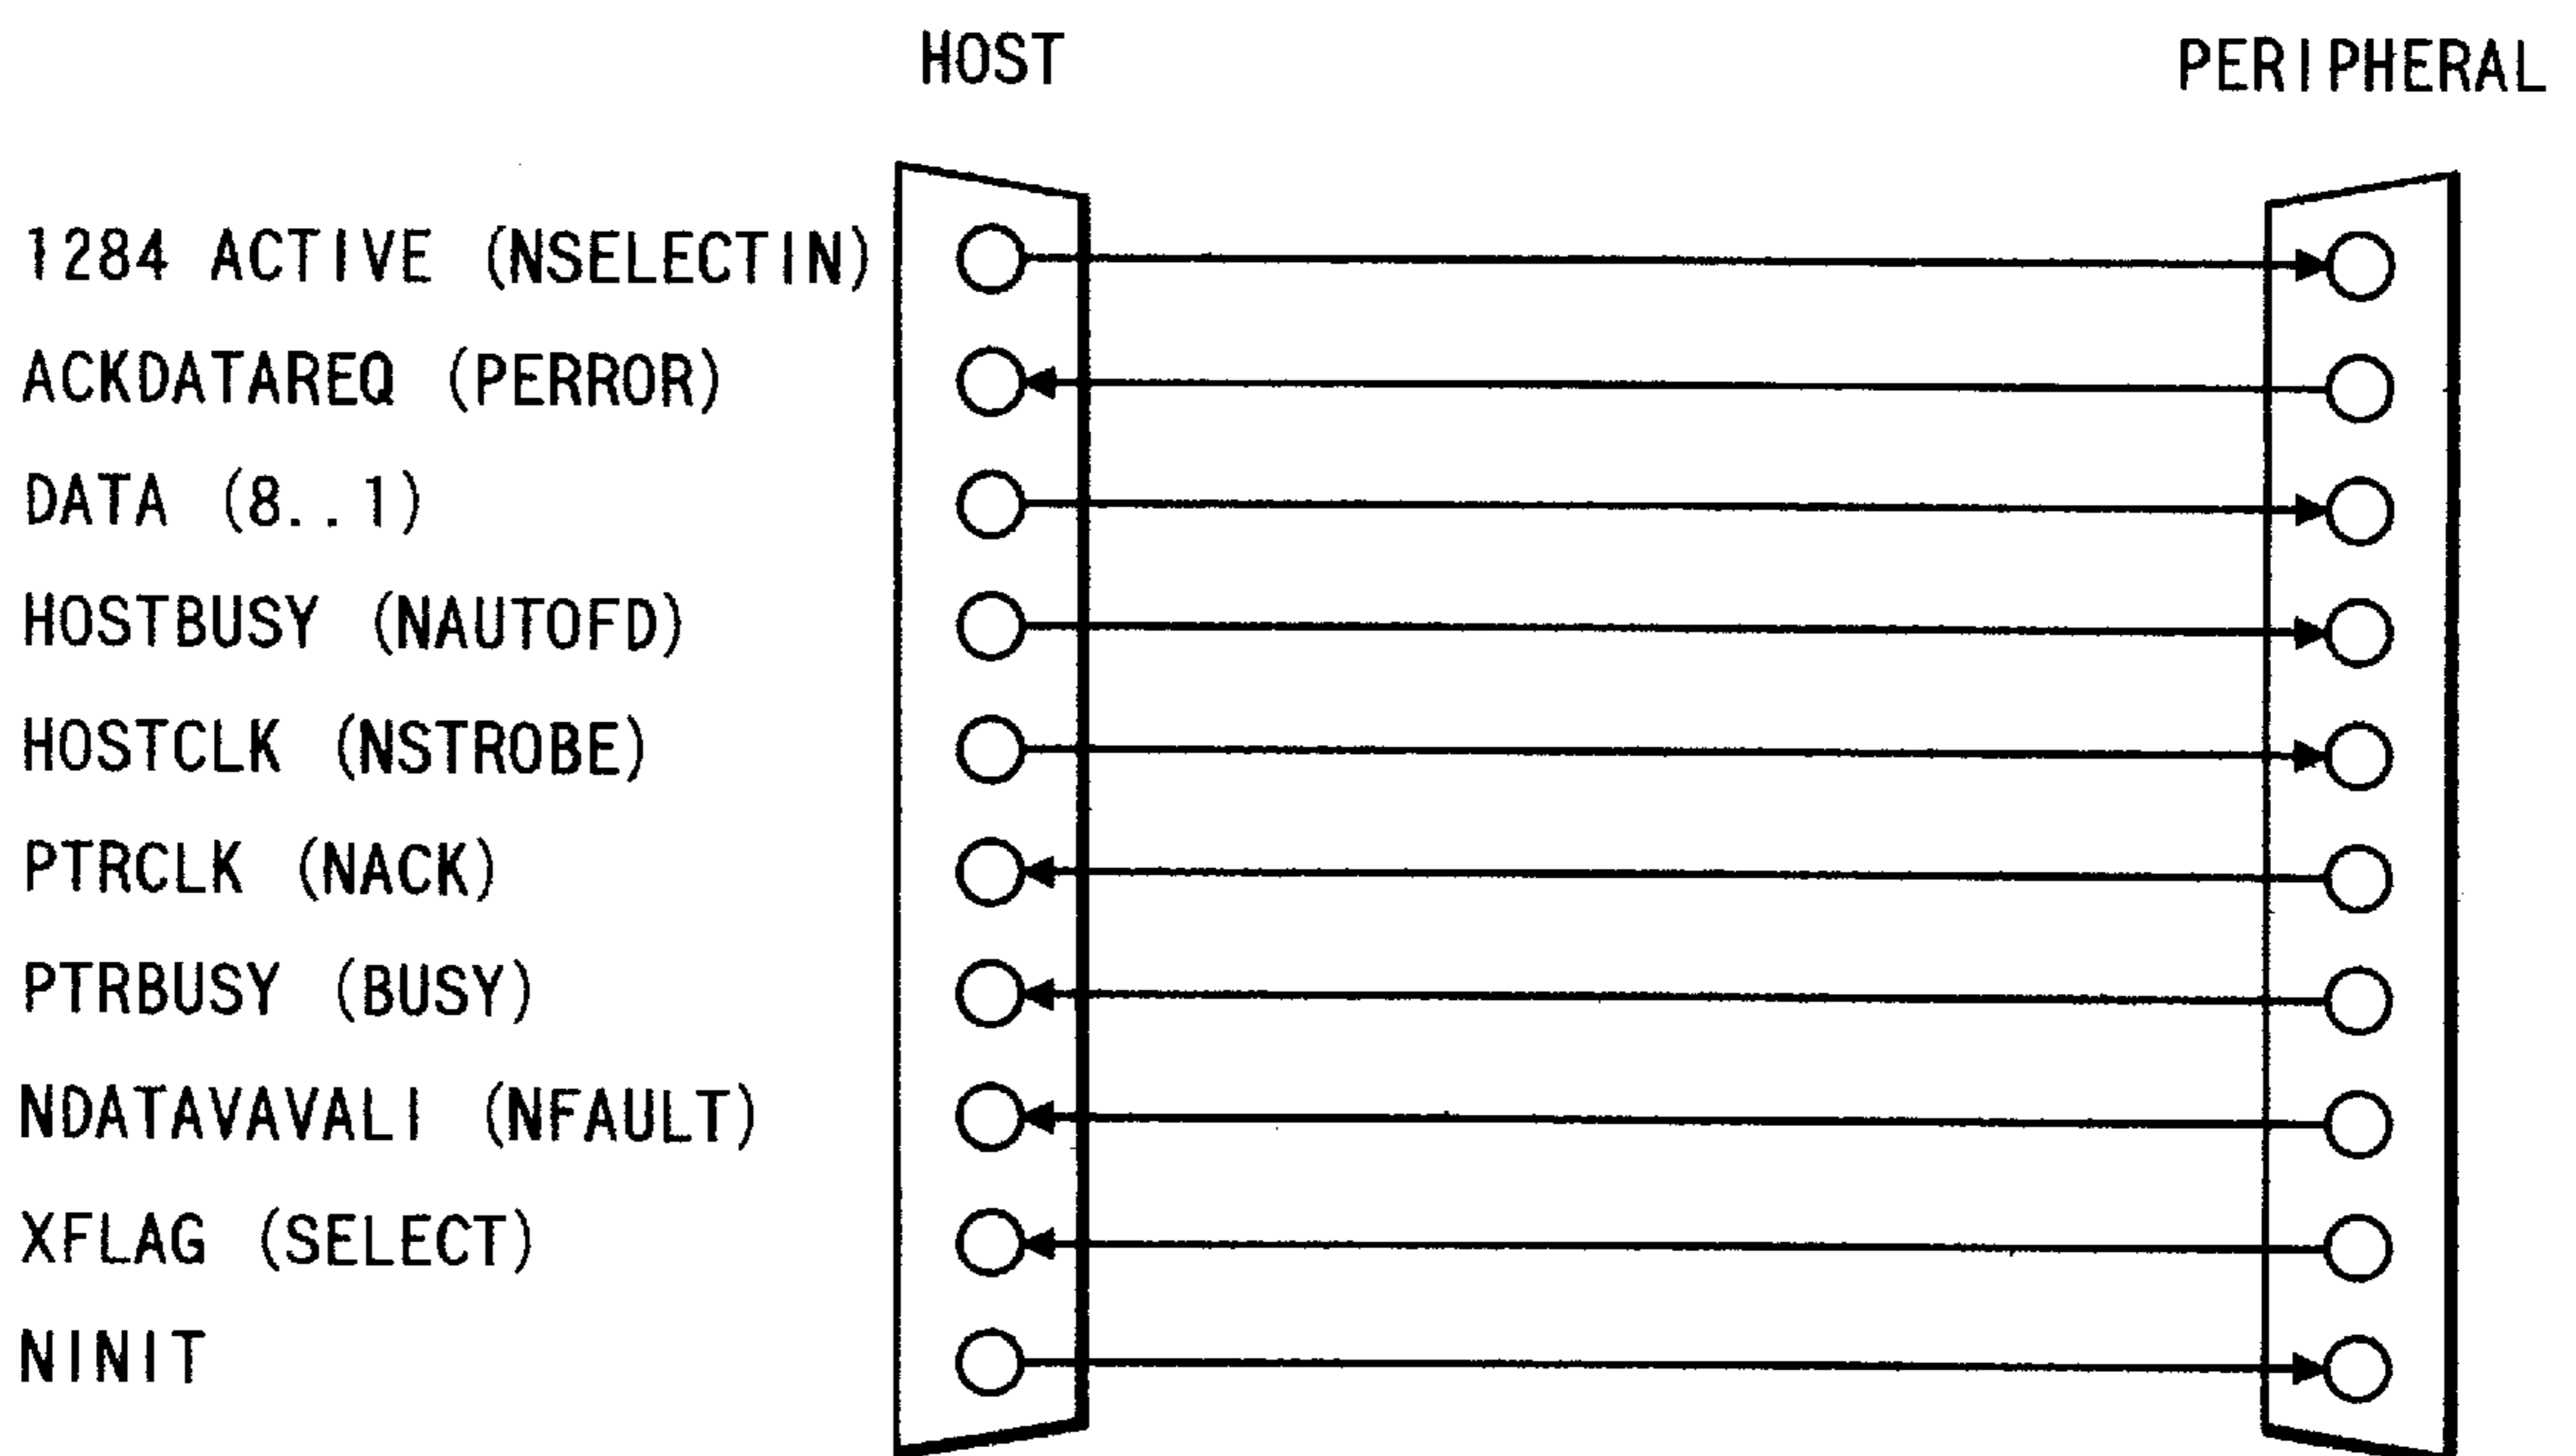 HOST
PERIPHERAL
1284 ACTIVE (NSELECTIN)
ACKDATAREQ (PERROR)
DATA (8..1)
HOSTBUSY (NAUTOFD)
HOSTCLK (NSTROBE)
PTRCLK (NACK)
PTRBUSY (BUSY)
NDATAVAVALI (NFAULT)
XFLAG (SELECT)
NINIT